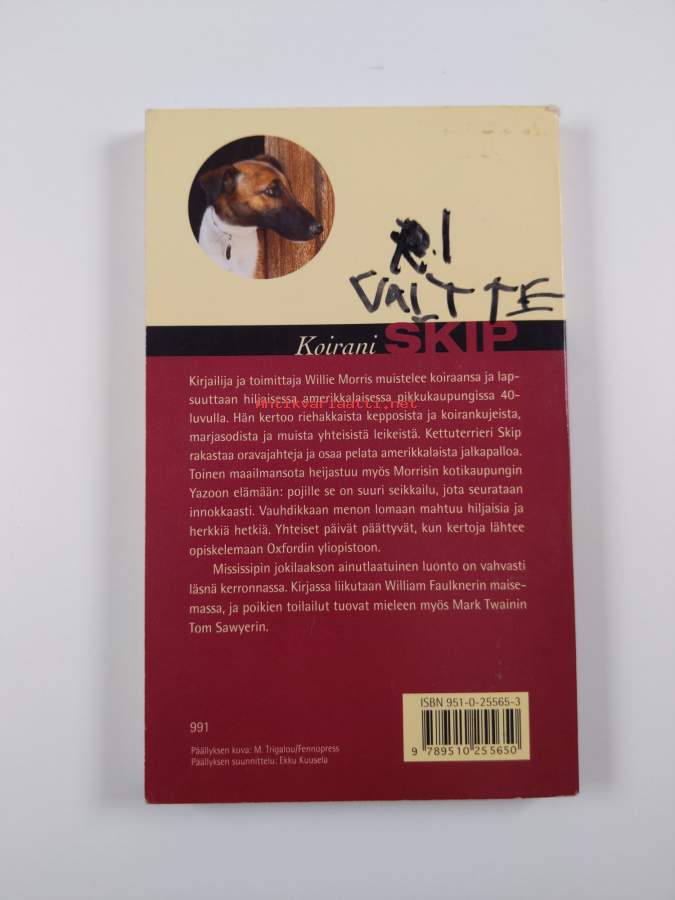 VaITTE
Koirani SKIP
Kirjailija ja toimittaja Willie Morris muistelee koiraansa ja lap-
suuttaan hiljaisessa amerikkalaisessa pikkukaupungissa 40-
Antikvariaatti.net
luvulla. Hän kertoo riehakkaista kepposista ja koirankujeista,
marjasodista ja muista yhteisistä leikeistä. Kettuterrieri Skip
rakastaa oravajahteja ja osaa pelata amerikkalaista jalkapalloa.
Toinen maailmansota heijastuu myös Morrisin kotikaupungin
Yazoon elämään: pojille se on suuri seikkailu, jota seurataan
innokkaasti. Vauhdikkaan menon lomaan mahtuu hiljaisia ja
herkkiä hetkiä. Yhteiset päivät päättyvät, kun kertoja lähtee
opiskelemaan Oxfordin yliopistoon.
Mississipin jokilaakson ainutlaatuinen luonto on vahvasti
läsnä kerronnassa. Kirjassa liikutaan William Faulknerin maise-
massa, ja poikien toilailut tuovat mieleen myös Mark Twainin
Tom Sawyerin.
ISBN 951-0-25565-3
9 789510 255650
991
Päällyksen kuva: M. Trigalou/Fennupress
Päällyksen suunnittelu: Ekku Kuusela